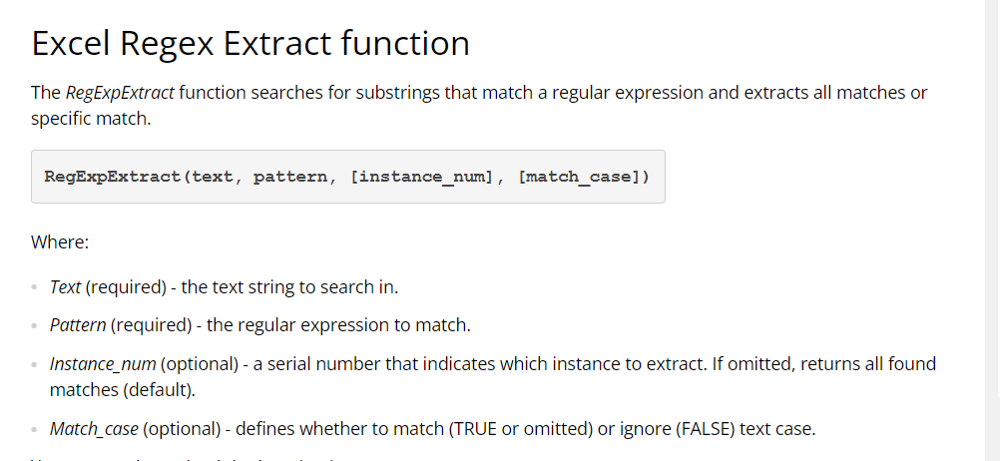 Excel Regex Extract function
The RegExpExtract function searches for substrings that match a regular expression and extracts all matches or
specific match.
RegExpExtract(text, pattern, [instance_num], [match_case])
Where:
Text (required) - the text string to search in.
Pattern (required) - the regular expression to match.
Instance_num (optional) - a serial number that indicates which instance to extract. If omitted, returns all found
matches (default).
Match_case (optional) - defines whether to match (TRUE or omitted) or ignore (FALSE) text case.